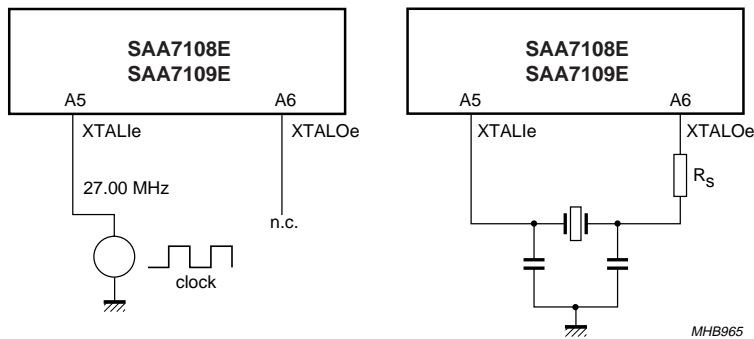 SAA7108E
SAA7109E
A5
A6
XTALIe
XTALOe
27.00 MHz
n.c.
clock
SAA7108E
SAA7109E
A5
A6
XTALIe
XTALOe
Rs
MHB965